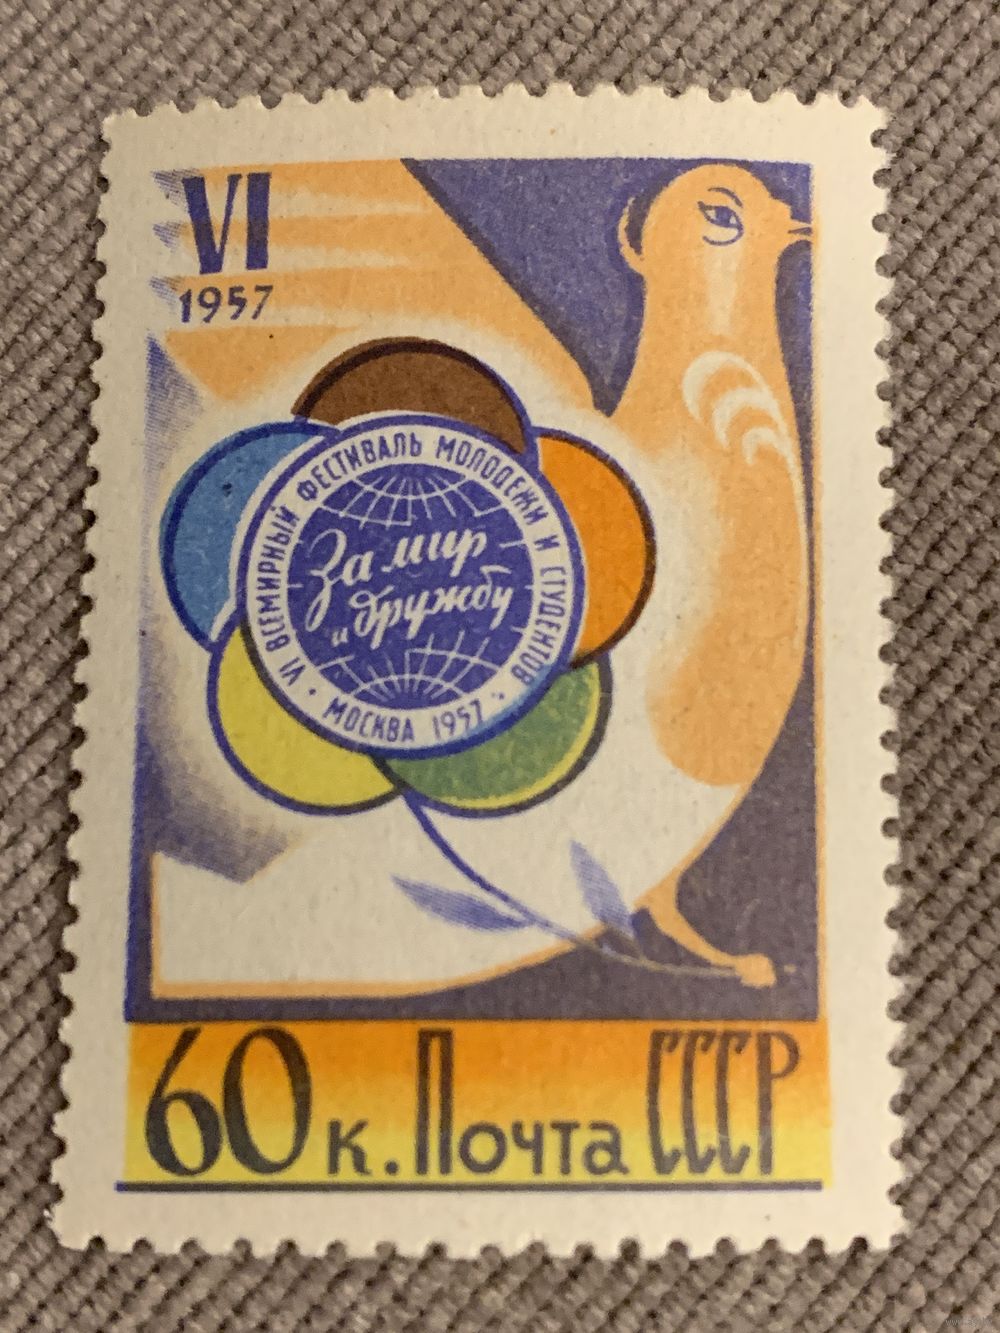 VI
1957
VI ВСЕМИРНЫЙ ФЕСТИВАЛЬ МОЛОДЕЖИ И СТУДЕНТОВ
МОСКВА 1957
За мир
и дружбу
60 к. Почта СССР